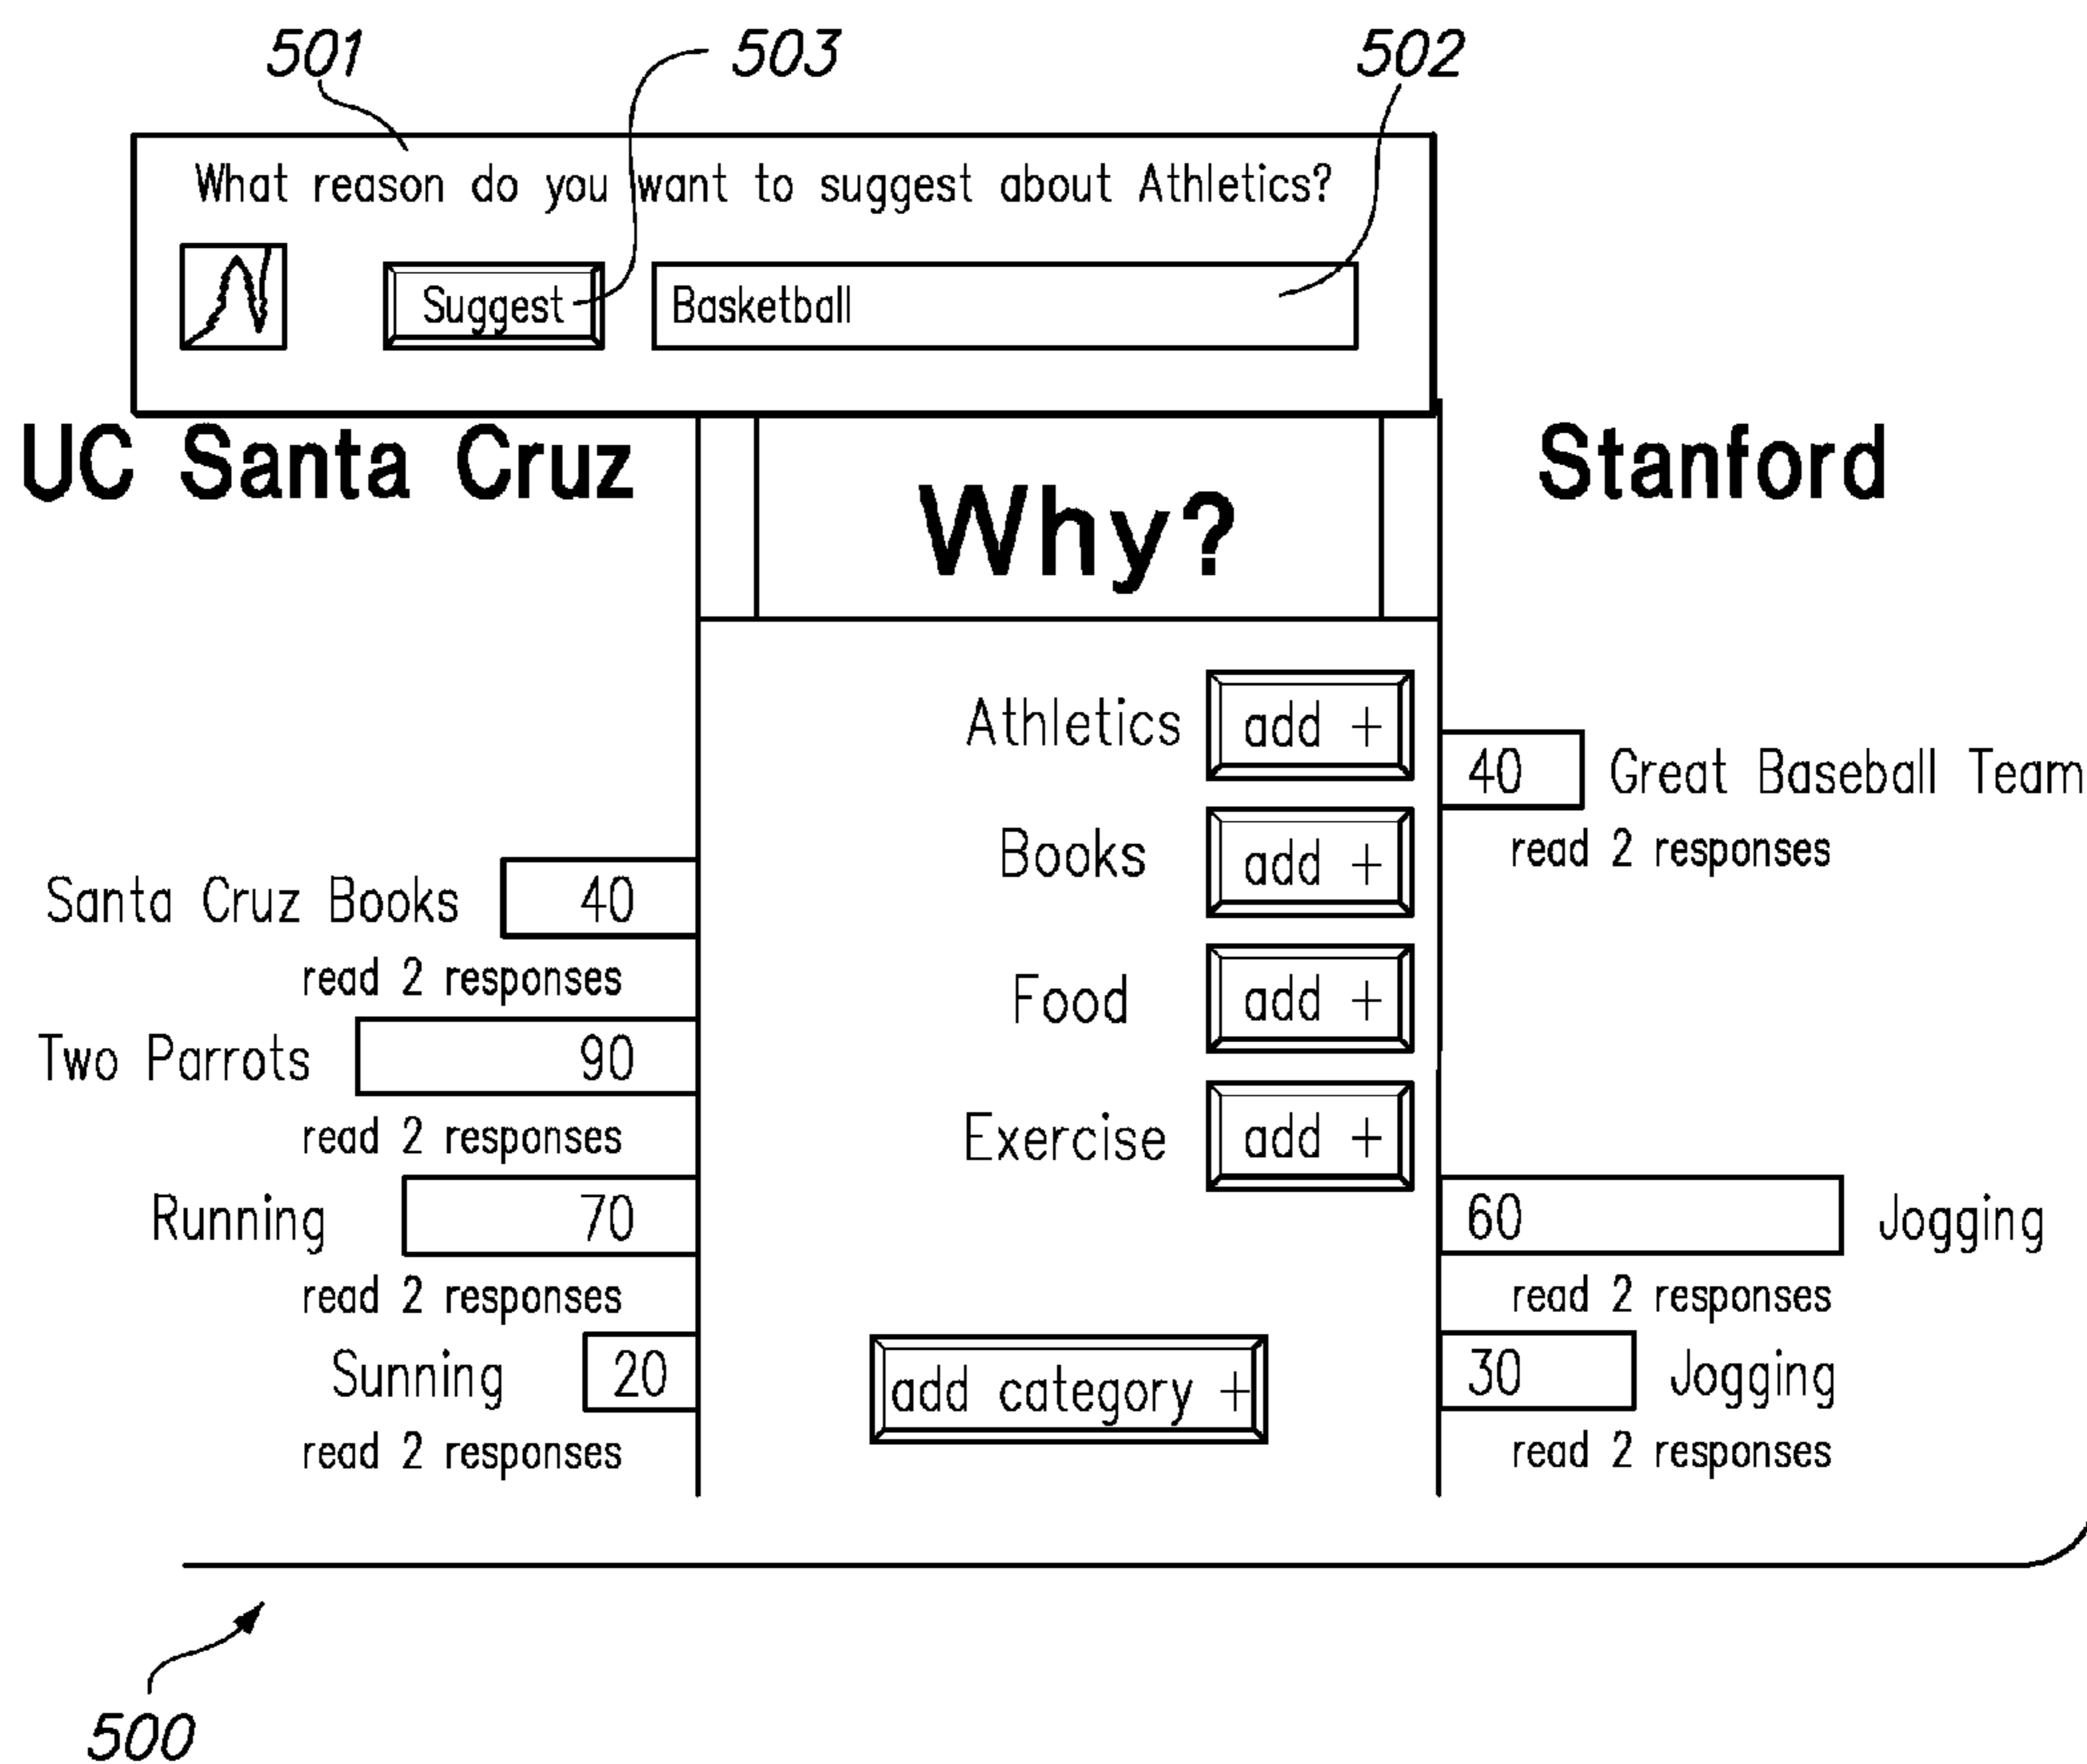 501 503 502
What reason do you want to suggest about Athletics?
Suggest Basketball
UC Santa Cruz Why? Stanford
Athletics add +
40 Great Baseball Team
Books add + read 2 responses
Santa Cruz Books 40
read 2 responses
Food add +
Two Parrots 90
read 2 responses
Exercise add +
Running 70 60 Jogging
read 2 responses read 2 responses
Sunning 20 add category + 30 Jogging
read 2 responses read 2 responses
500